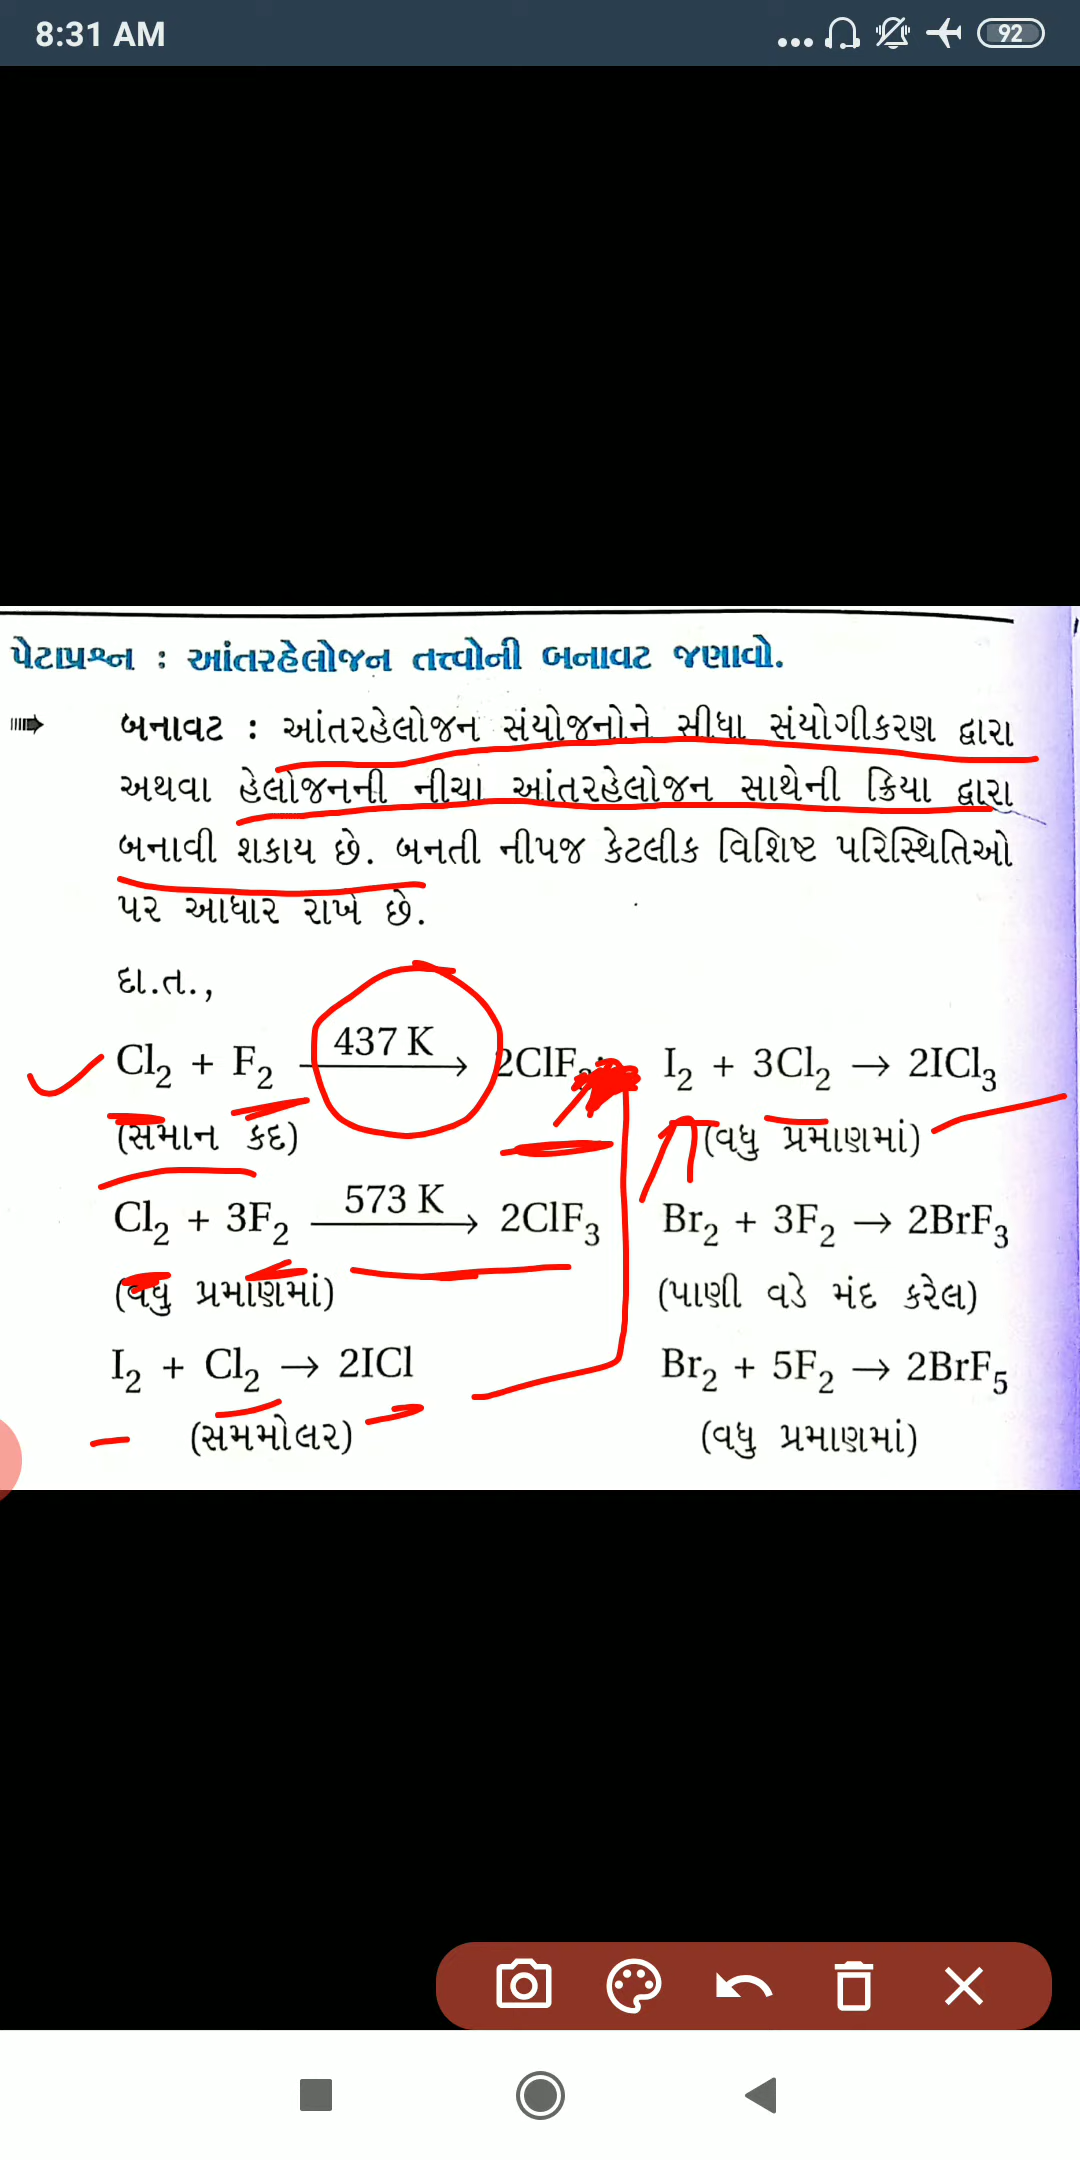 8:31 AM
92
પેટાપ્રશ્ન : આંતરહેલોજન તત્ત્વોની બનાવટ જણાવો.
બનાવટ : આંતરહેલોજન સંયોજનોને સીધા સંયોગીકરણ દ્વારા
અથવા હેલોજનની નીચા આંતરહેલોજન સાથેની ક્રિયા દ્વારા
બનાવી શકાય છે. બનતી નીપજ કેટલીક વિશિષ્ટ પરિસ્થિતિઓ
પર આધાર રાખે છે.
દા.ત.,
Cl₂ + F₂ 437 K → 2ClF
(સમાન કદ)
Cl₂ + 3F₂ 573 K → 2ClF₃
(વધુ પ્રમાણમાં)
I₂ + Cl₂ → 2ICl
(સમમોલર)
I₂ + 3Cl₂ → 2ICl₃
(વધુ પ્રમાણમાં)
Br₂ + 3F₂ → 2BrF₃
(પાણી વડે મંદ કરેલ)
Br₂ + 5F₂ → 2BrF₅
(વધુ પ્રમાણમાં)